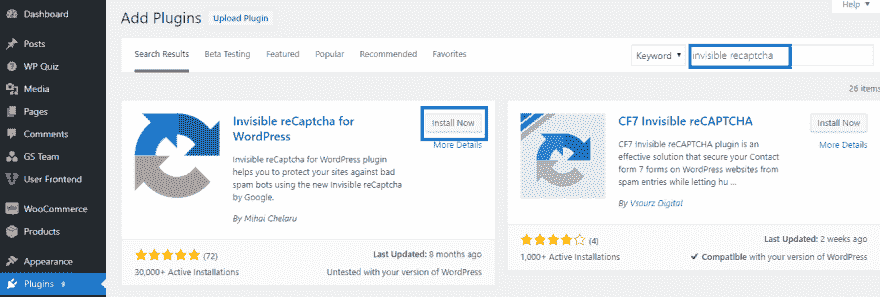 Help ▼
Dashboard
Posts
WP Quiz
Media
Pages
Comments
GS Team
User Frontend
WooCommerce
Products
Appearance
Plugins
Add Plugins Upload Plugin
Search Results Beta Testing Featured Popular Recommended Favorites Keyword ▼ invisible recaptcha
26 items
Invisible reCaptcha for
WordPress
Install Now
More Details
Invisible reCaptcha for WordPress plugin
helps you to protect your sites against bad
spam bots using the new Invisible reCaptcha
by Google.
By Mihai Chelaru
(72)
30,000+ Active Installations
Last Updated: 8 months ago
Untested with your version of WordPress
CF7 Invisible reCAPTCHA
Install Now
More Details
CF7 Invisible reCAPTCHA plugin is an
effective solution that secure your Contact
form 7 forms on WordPress websites from
spam entries while letting hu ...
By Vsourz Digital
(4)
1,000+ Active Installations
Last Updated: 2 weeks ago
✔ Compatible with your version of WordPress